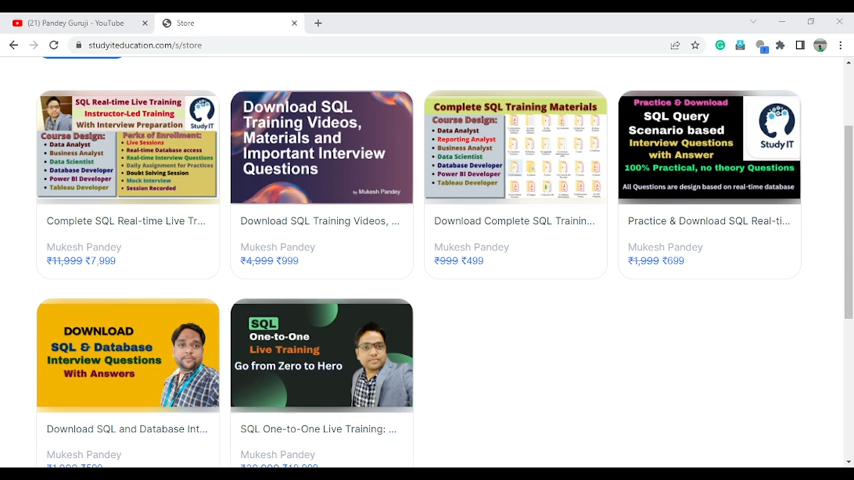 (21) Pandey Guruji - YouTube
Store
studyiteducation.com/s/store
SQL Real-time Live Training
Instructor-Led Training
With Interview Preparation
Study IT
Course Design:
• Data Analyst
• Business Analyst
• Data Scientist
• Database Developer
• Power BI Developer
• Tableau Developer
Perks of Enrollment:
• Live Sessions
• Real-time Database access
• Real-time Interview Questions
• Daily Assignment for Practices
• Doubt Solving Session
• Mock Interview
• Session Recorded
Complete SQL Real-time Live Tr...
Mukesh Pandey
₹11,999 ₹7,999
Download SQL
Training Videos,
Materials and
Important Interview
Questions
by Mukesh Pandey
Download SQL Training Videos, ...
Mukesh Pandey
₹4,999 ₹999
Complete SQL Training Materials
Course Design:
• Data Analyst
• Reporting Analyst
• Business Analyst
• Data Scientist
• Database Developer
• Power BI Developer
• Tableau Developer
Download Complete SQL Trainin...
Mukesh Pandey
₹999 ₹499
Practice & Download
SQL Query
Scenario based
Interview Questions
with Answer
100% Practical, no theory Questions
All Questions are design based on real-time database
Study IT
Practice & Download SQL Real-ti...
Mukesh Pandey
₹1,999 ₹699
DOWNLOAD
SQL & Database
Interview Questions
With Answers
Download SQL and Database Int...
Mukesh Pandey
SQL
One-to-One
Live Training
Go from Zero to Hero
SQL One-to-One Live Training: ...
Mukesh Pandey